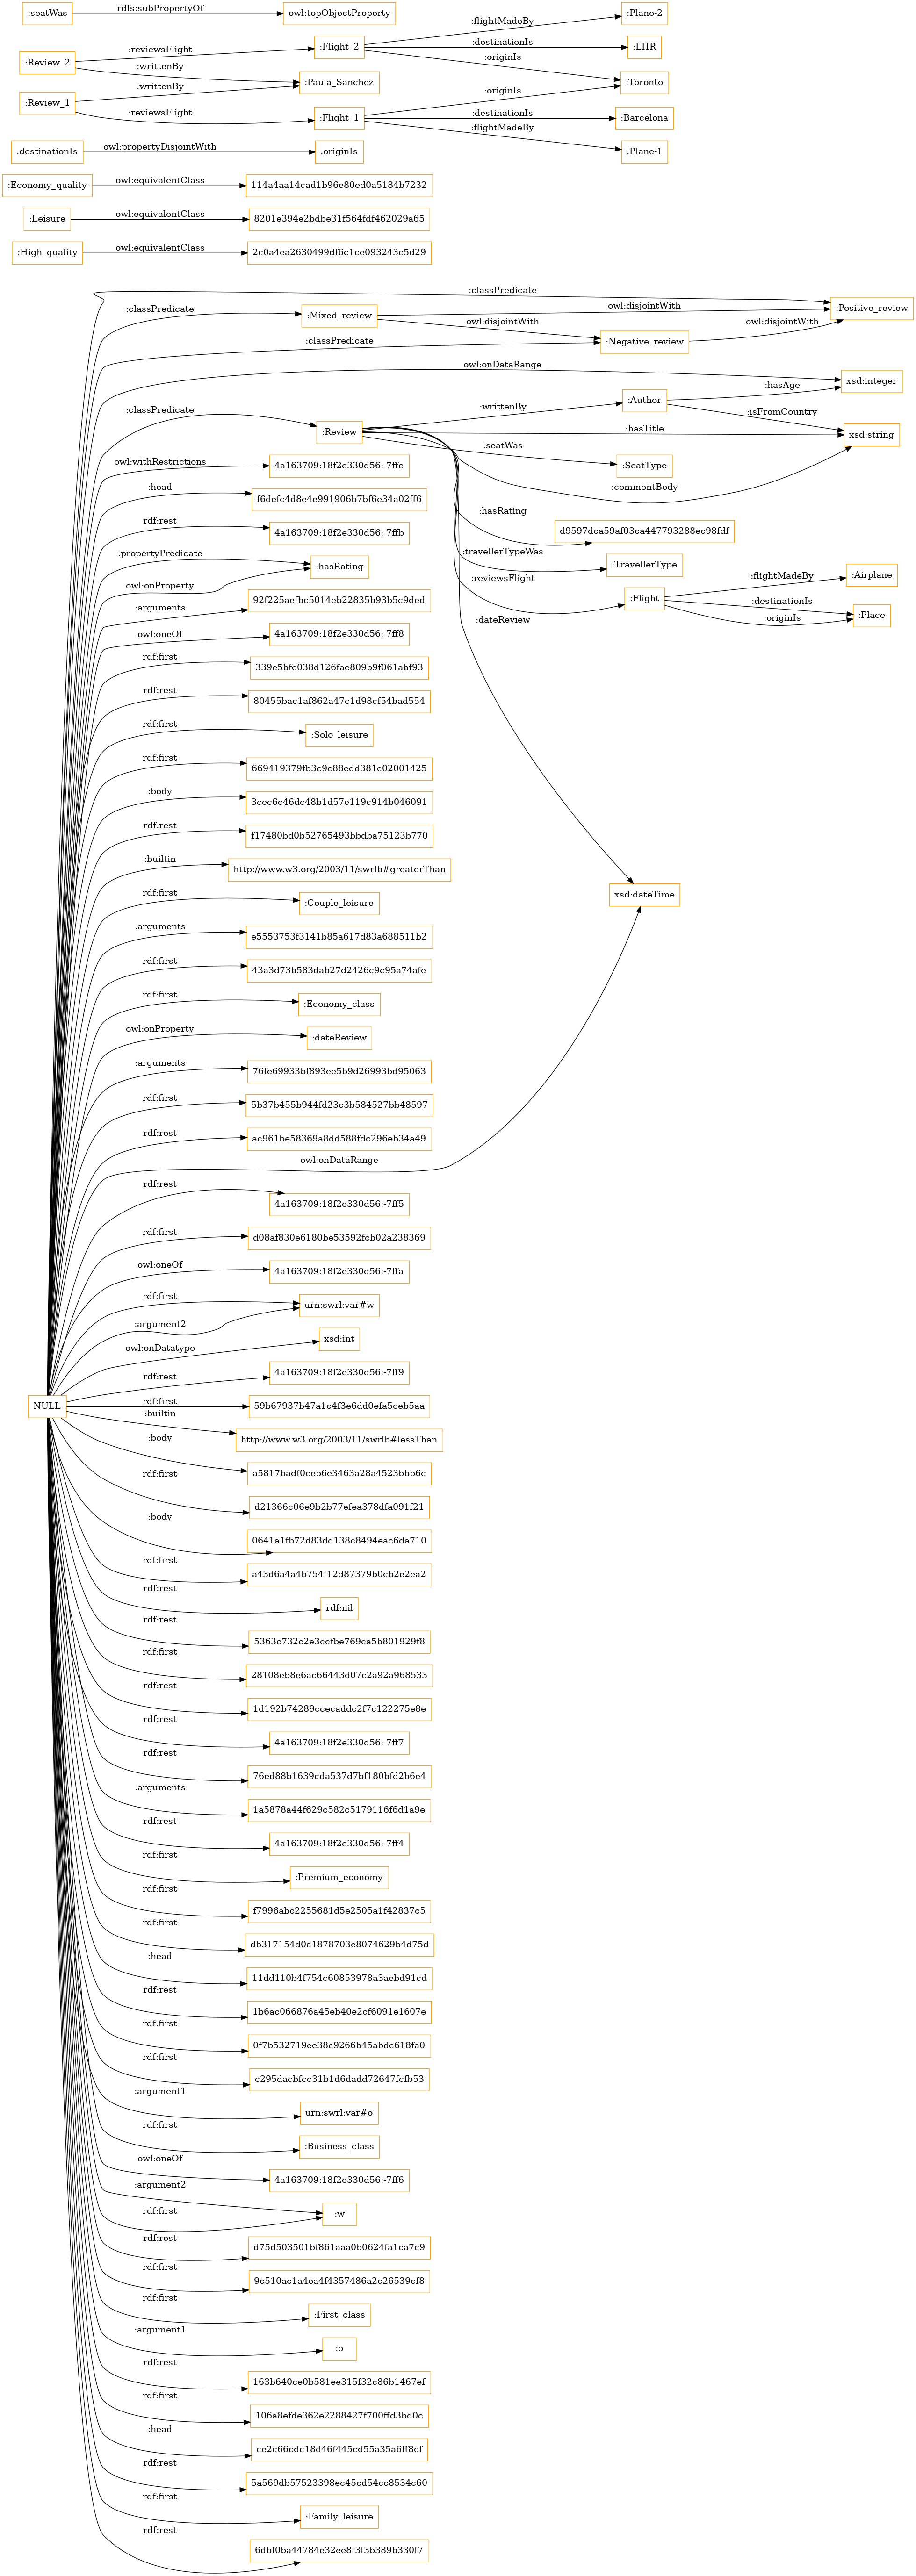 :seatWas rdfs:subPropertyOf owl:topObjectProperty
:flightMadeBy :Plane-2
:Review_2 :reviewsFlight :Flight_2 :destinationIs :LHR
:writtenBy :originIs
:writtenBy :Paula_Sanchez :Toronto
:Review_1 :originIs
:reviewsFlight :Flight_1 :destinationIs :Barcelona
:flightMadeBy
:destinationIs owl:propertyDisjointWith :originIs :Plane-1
:Economy_quality owl:equivalentClass 114a4aa14cad1b96e80ed0a5184b7232
:Leisure owl:equivalentClass 8201e394e2bdbe31f564fdf462029a65
:High_quality owl:equivalentClass 2c0a4ea2630499df6c1ce093243c5d29
:classPredicate
:classPredicate :Mixed_review owl:disjointWith :Positive_review
owl:disjointWith owl:disjointWith
:classPredicate :Negative_review
owl:onDataRange xsd:integer
:hasAge
:classPredicate :writtenBy :Author :isFromCountry
:Review :hasTitle xsd:string
:seatWas
owl:withRestrictions 4a163709:18f2e330d56:-7ffc :SeatType
:head f6defc4d8e4e991906b7bf6e34a02ff6 :commentBody
:hasRating
rdf:rest 4a163709:18f2e330d56:-7ffb d9597dca59af03ca447793288ec98fdf
:propertyPredicate :hasRating :travellerTypeWas :TravellerType
owl:onProperty :reviewsFlight :flightMadeBy :Airplane
:arguments 92f225aefbc5014eb22835b93b5c9ded :Flight :destinationIs :Place
:originIs
owl:oneOf 4a163709:18f2e330d56:-7ff8 :dateReview
rdf:first 339e5bfc038d126fae809b9f061abf93
rdf:rest 80455bac1af862a47c1d98cf54bad554
rdf:first :Solo_leisure
rdf:first 669419379fb3c9c88edd381c02001425
:body 3cec6c46dc48b1d57e119c914b046091
rdf:rest f17480bd0b52765493bbdba75123b770
:builtin http://www.w3.org/2003/11/swrlb#greaterThan
xsd:dateTime
rdf:first :Couple_leisure
:arguments e5553753f3141b85a617d83a688511b2
rdf:first 43a3d73b583dab27d2426c9c95a74afe
rdf:first :Economy_class
owl:onProperty :dateReview
:arguments 76fe69933bf893ee5b9d26993bd95063
rdf:first 5b37b455b944fd23c3b584527bb48597
rdf:rest ac961be58369a8dd588fdc296eb34a49
owl:onDataRange
rdf:rest 4a163709:18f2e330d56:-7ff5
rdf:first d08af830e6180be53592fcb02a238369
owl:oneOf 4a163709:18f2e330d56:-7ffa
rdf:first urn:swrl:var#w
:argument2
owl:onDatatype xsd:int
rdf:rest 4a163709:18f2e330d56:-7ff9
NULL rdf:first 59b67937b47a1c4f3e6dd0efa5ceb5aa
:builtin http://www.w3.org/2003/11/swrlb#lessThan
:body a5817badf0ceb6e3463a28a4523bbb6c
rdf:first d21366c06e9b2b77efea378dfa091f21
:body 0641a1fb72d83dd138c8494eac6da710
rdf:first a43d6a4a4b754f12d87379b0cb2e2ea2
rdf:rest rdf:nil
rdf:rest 5363c732c2e3ccfbe769ca5b801929f8
rdf:first 28108eb8e6ac66443d07c2a92a968533
rdf:rest 1d192b74289ccecaddc2f7c122275e8e
rdf:rest 4a163709:18f2e330d56:-7ff7
rdf:rest 76ed88b1639cda537d7bf180bfd2b6e4
:arguments 1a5878a44f629c582c5179116f6d1a9e
rdf:rest 4a163709:18f2e330d56:-7ff4
rdf:first :Premium_economy
rdf:first f7996abc2255681d5e2505a1f42837c5
rdf:first db317154d0a1878703e8074629b4d75d
:head 11dd110b4f754c60853978a3aebd91cd
rdf:rest 1b6ac066876a45eb40e2cf6091e1607e
rdf:first 0f7b532719ee38c9266b45abdc618fa0
rdf:first c295dacbfcc31b1d6dadd72647fcfb53
:argument1 urn:swrl:var#o
rdf:first :Business_class
owl:oneOf 4a163709:18f2e330d56:-7ff6
:argument2 :w
rdf:first
rdf:rest d75d503501bf861aaa0b0624fa1ca7c9
rdf:first 9c510ac1a4ea4f4357486a2c26539cf8
rdf:first :First_class
:argument1 :o
rdf:rest 163b640ce0b581ee315f32c86b1467ef
rdf:first 106a8efde362e2288427f700ffd3bd0c
:head ce2c66cdc18d46f445cd55a35a6ff8cf
rdf:rest 5a569db57523398ec45cd54cc8534c60
rdf:first :Family_leisure
rdf:rest 6dbf0ba44784e32ee8f3f3b389b330f7